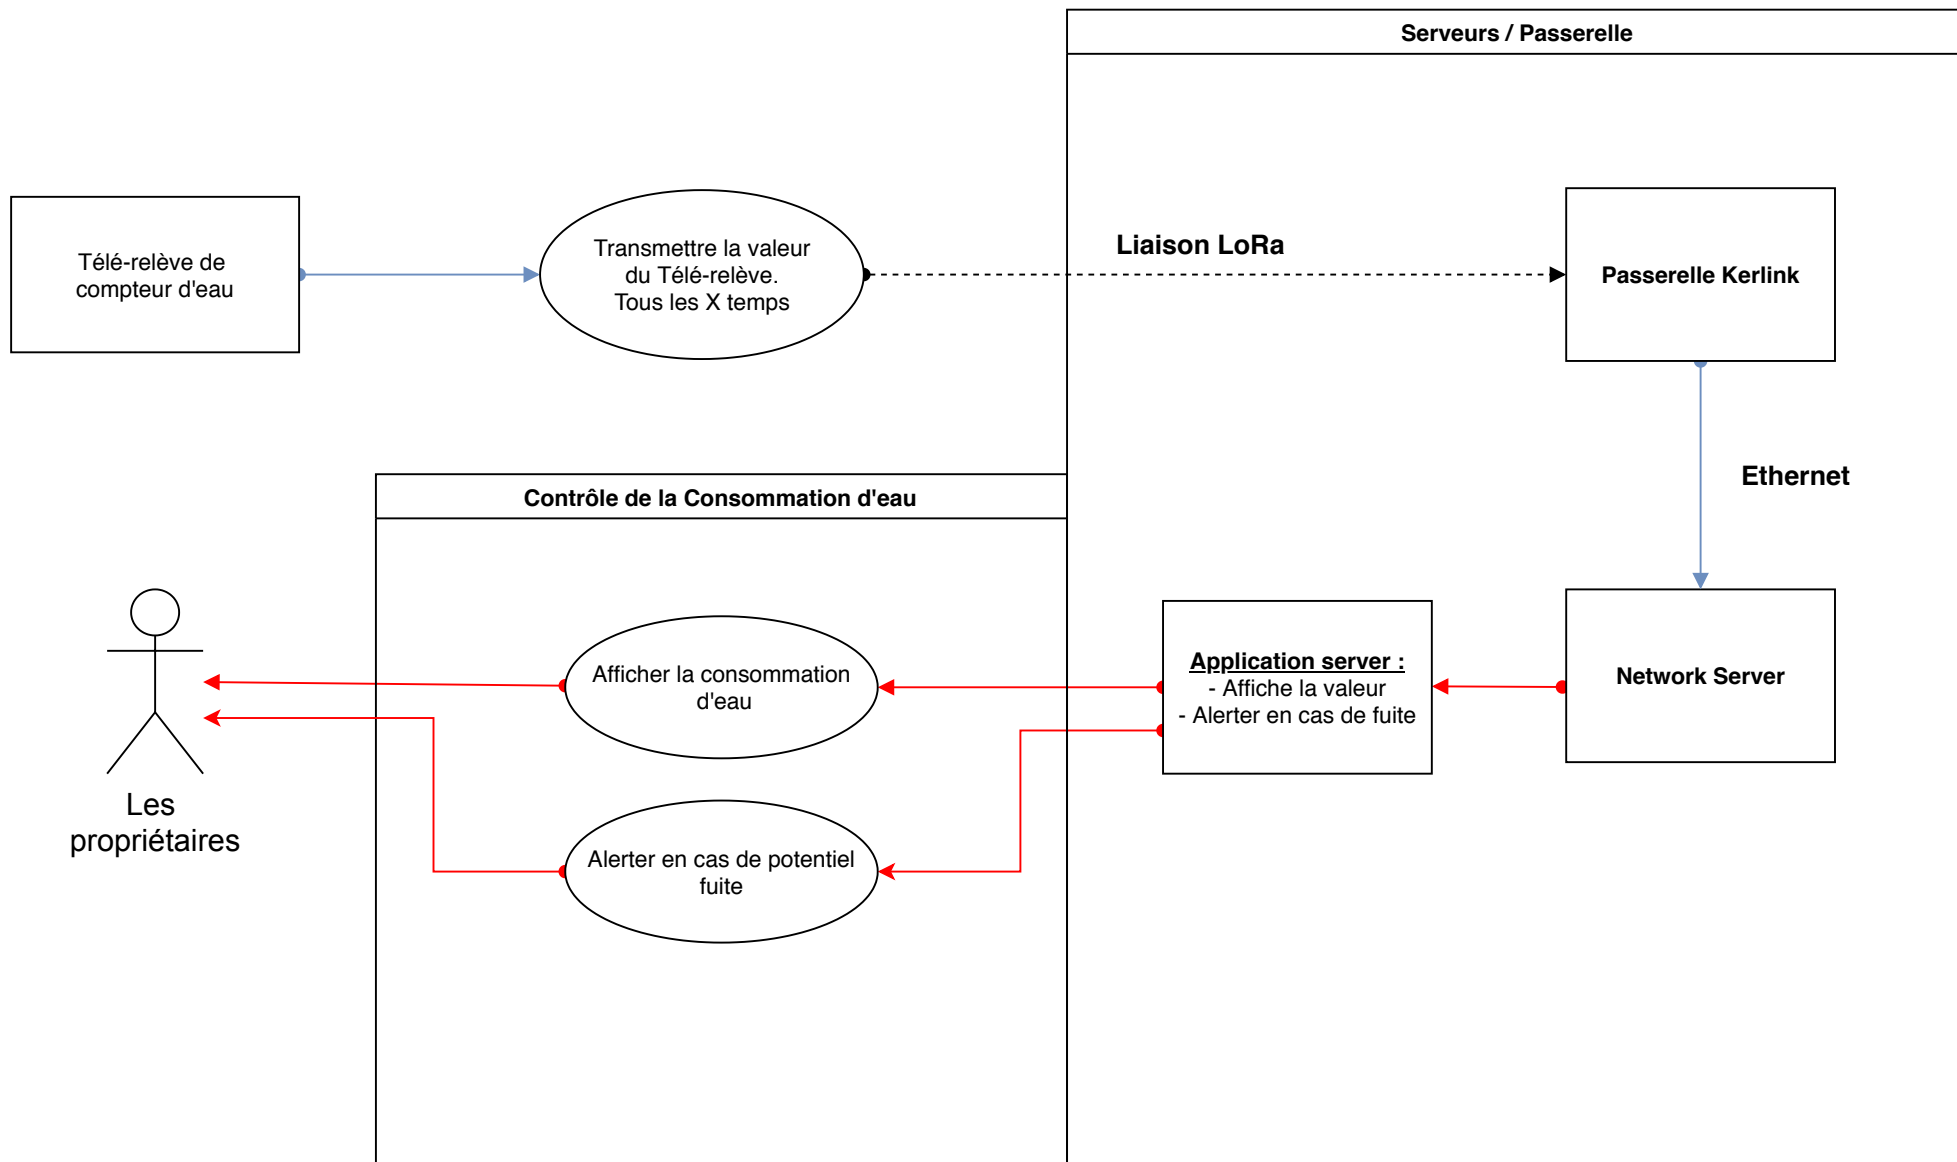 Serveurs / Passerelle
Télé-relève de
compteur d'eau
Transmettre la valeur
du Télé-relève.
Tous les X temps
Liaison LoRa
Passerelle Kerlink
Ethernet
Contrôle de la Consommation d'eau
Les
propriétaires
Afficher la consommation
d'eau
Alerter en cas de potentiel
fuite
Application server :
- Affiche la valeur
- Alerter en cas de fuite
Network Server